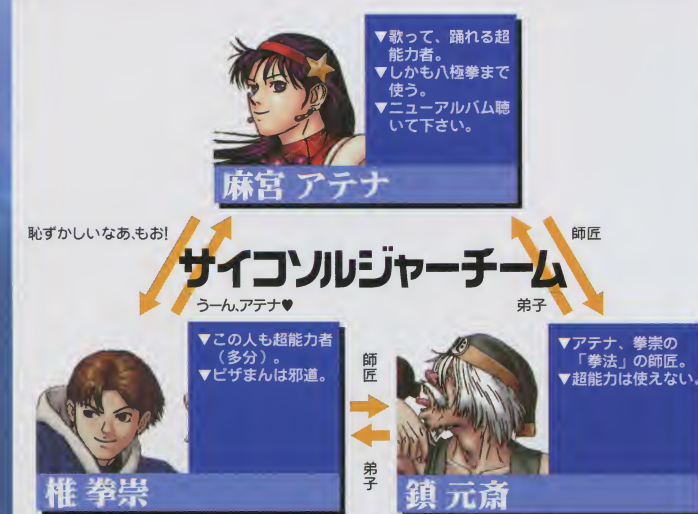 ▼歌って、踊れる超
能力者。
▼しかも八極拳まで
使う。
▼ニューアルバム聴
いて下さい。
麻宮 アテナ
恥ずかしいなあ、もお!
師匠
サイコソルジャーチーム
うーん、アテナ♥
弟子
▼この人も超能力者
（多分）。
▼ピザまんは邪道。
椎 拳崇
師匠
弟子
▼アテナ、拳崇の
「拳法」の師匠。
▼超能力は使えない。
鎮 元斎